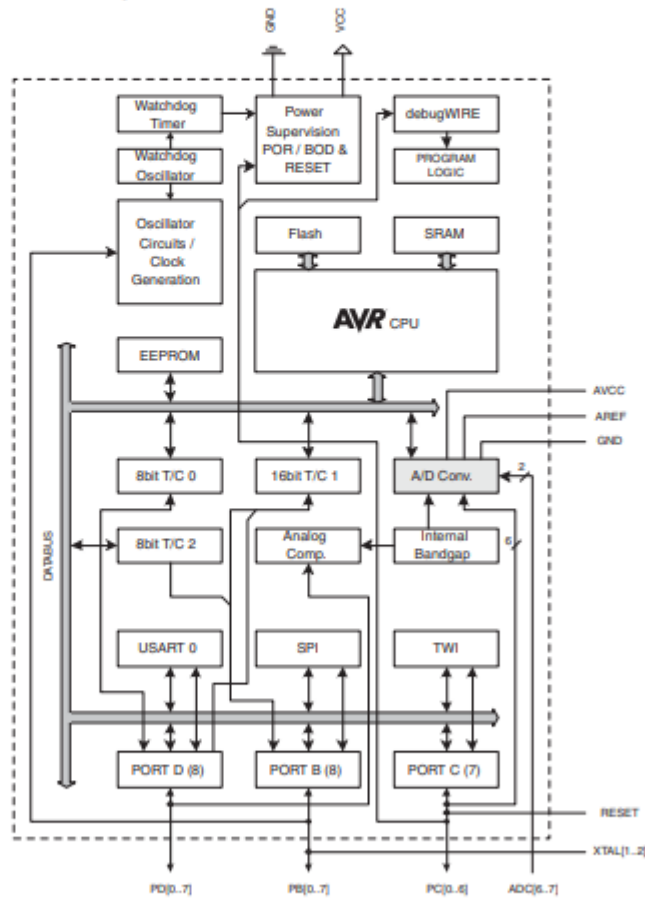 GND
VCC
Watchdog
Timer
Power
Supervision
POR / BOD &
RESET
debugWIRE
Watchdog
Oscillator
PROGRAM
LOGIC
Oscillator
Circuits /
Clock
Generation
Flash
SRAM
AVR CPU
EEPROM
AVCC
AREF
GND
8bit T/C 0
16bit T/C 1
A/D Conv.
2
8bit T/C 2
Analog
Comp.
Internal
Bandgap
6
DATABUS
USART 0
SPI
TWI
PORT D (8)
PORT B (8)
PORT C (7)
RESET
XTAL[1..2]
PD[0..7]
PB[0..7]
PC[0..6]
ADC[6..7]